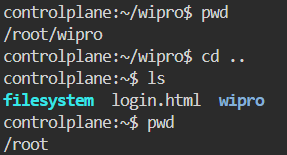 controlplane:~/wipro$ pwd
/root/wipro
controlplane:~/wipro$ cd ..
controlplane:~$ ls
filesystem  login.html  wipro
controlplane:~$ pwd
/root